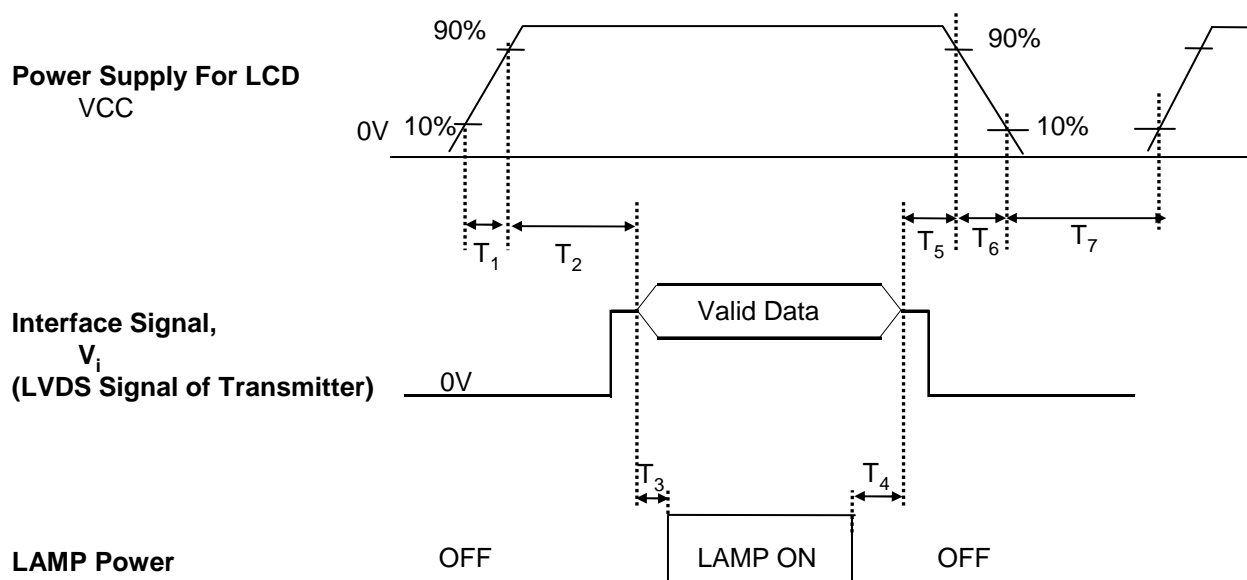 90%
90%
Power Supply For LCD
VCC
0V
10%
10%
T1
T2
T5
T6
T7
Valid Data
Interface Signal,
Vi
(LVDS Signal of Transmitter)
0V
T3
T4
LAMP Power
OFF
LAMP ON
OFF